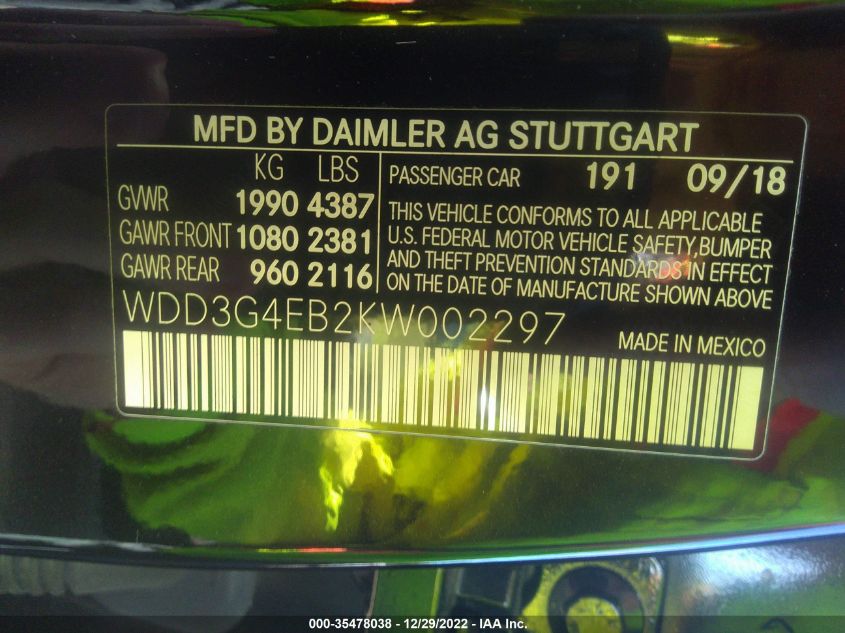 MFD BY DAIMLER AG STUTTGART
KG LBS
GVWR 1990 4387
GAWR FRONT 1080 2381
GAWR REAR 960 2116
PASSENGER CAR 191 09/18
THIS VEHICLE CONFORMS TO ALL APPLICABLE
U.S. FEDERAL MOTOR VEHICLE SAFETY,BUMPER
AND THEFT PREVENTION STANDARDS IN EFFECT
ON THE DATE OF MANUFACTURE SHOWN ABOVE
WDD3G4EB2KW002297
MADE IN MEXICO
000-35478038 - 12/29/2022 - IAA Inc.